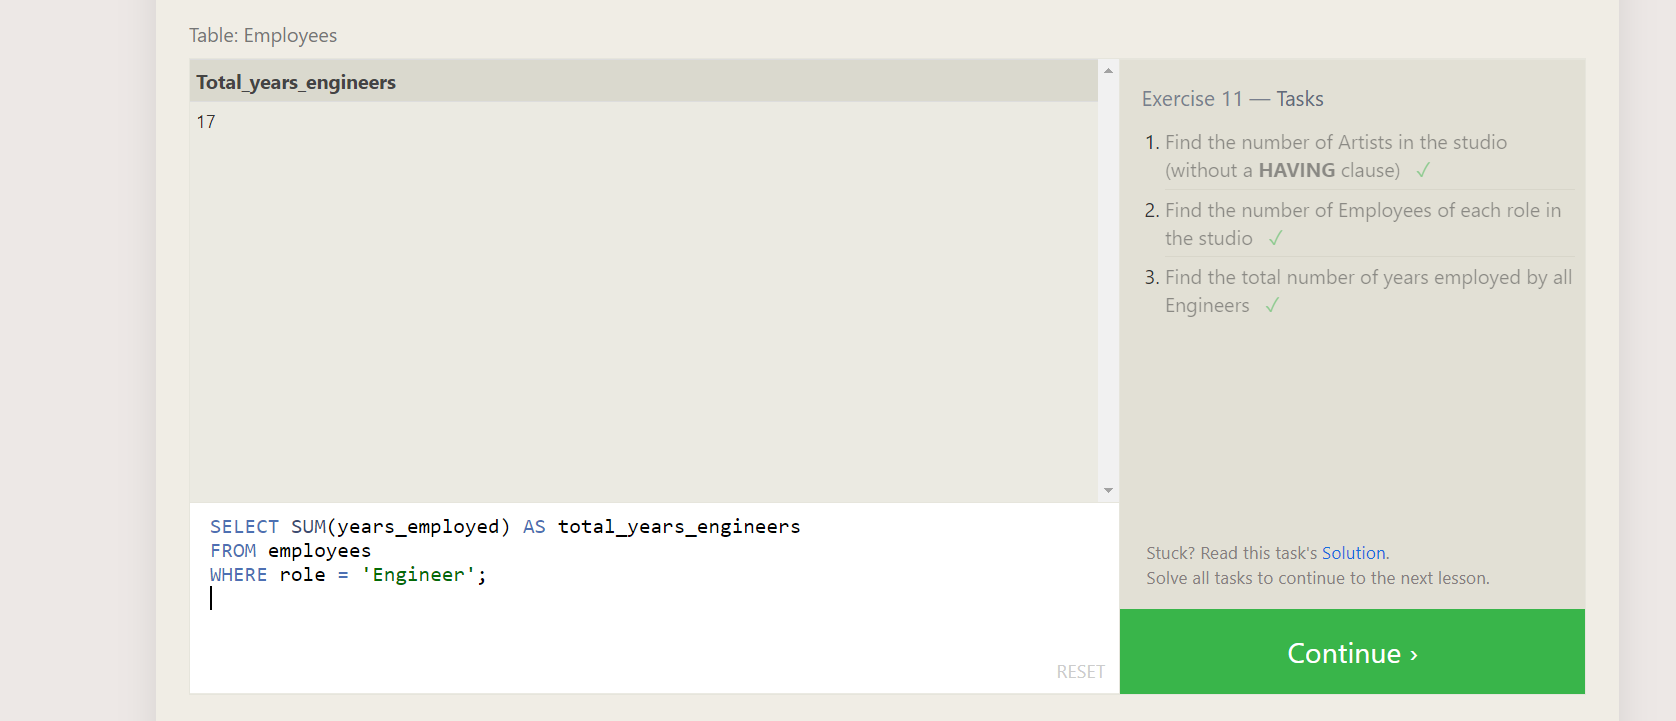 Table: Employees
Total_years_engineers
17
SELECT SUM(years_employed) AS total_years_engineers
FROM employees
WHERE role = 'Engineer';
RESET
Exercise 11 — Tasks
1. Find the number of Artists in the studio
(without a HAVING clause) ✓
2. Find the number of Employees of each role in
the studio ✓
3. Find the total number of years employed by all
Engineers ✓
Stuck? Read this task's Solution.
Solve all tasks to continue to the next lesson.
Continue ›